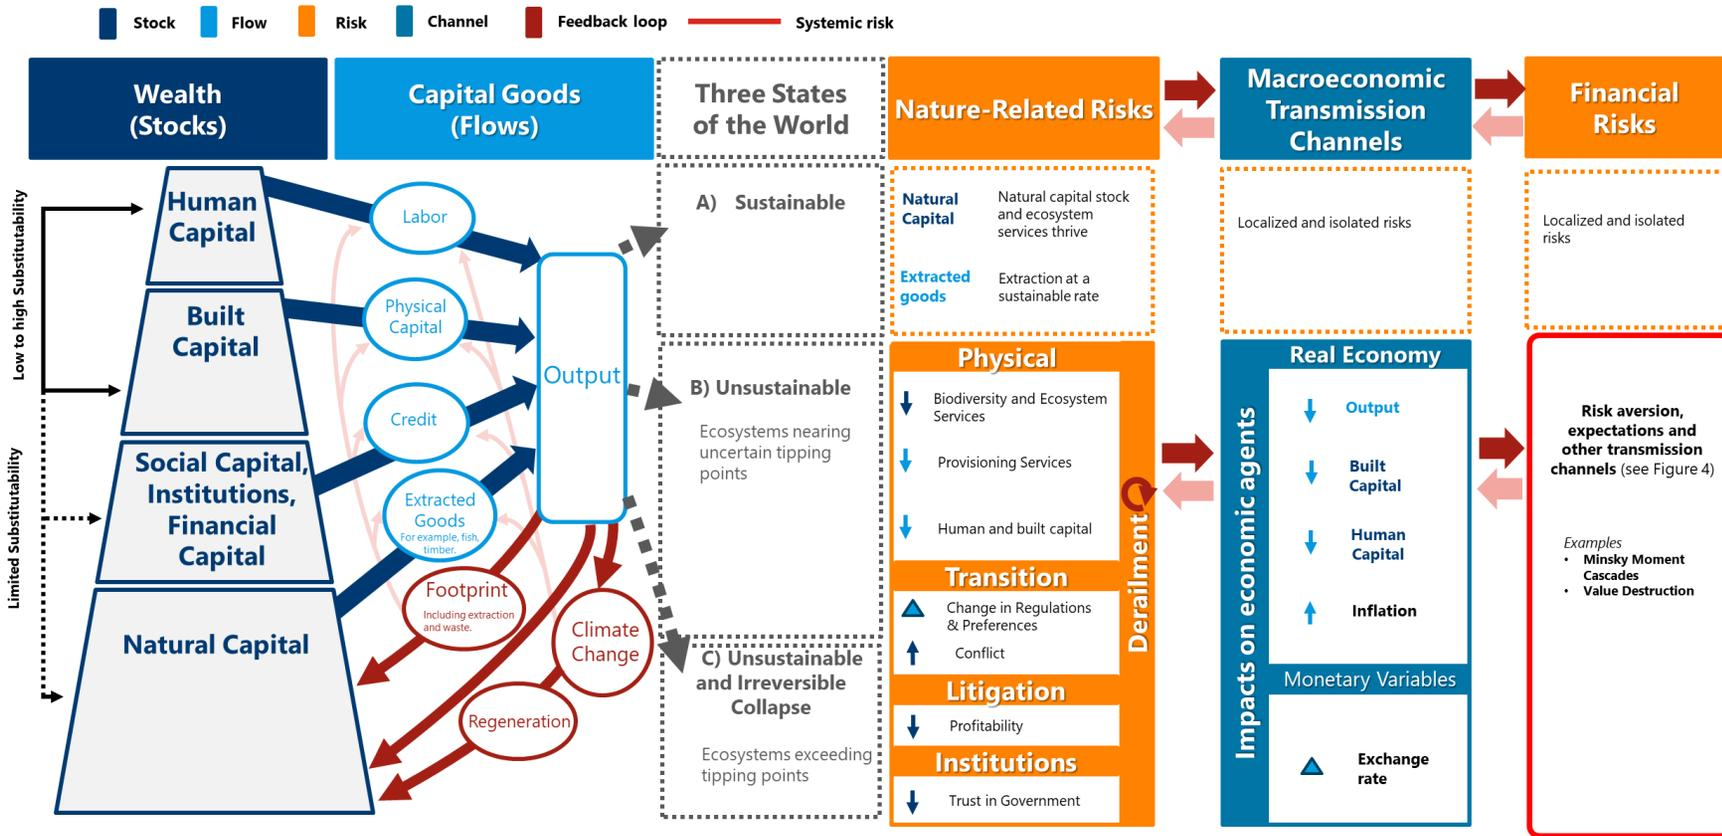 Stock
Flow
Risk
Channel
Feedback loop
Systemic risk
Wealth
(Stocks)
Capital Goods
(Flows)
Three States
of the World
Nature-Related Risks
Macroeconomic
Transmission
Channels
Financial
Risks
Low to high Substitutability
Limited Substitutability
Human
Capital
Built
Capital
Social Capital,
Institutions,
Financial
Capital
Natural Capital
Labor
Physical
Capital
Credit
Extracted
Goods
For example, fish,
timber.
Output
Footprint
Including extraction
and waste.
Climate
Change
Regeneration
A) Sustainable
B) Unsustainable
Ecosystems nearing
uncertain tipping
points
C) Unsustainable
and Irreversible
Collapse
Ecosystems exceeding
tipping points
Natural
Capital
Natural capital stock
and ecosystem
services thrive
Extracted
goods
Extraction at a
sustainable rate
Physical
Biodiversity and Ecosystem
Services
Provisioning Services
Human and built capital
Transition
Change in Regulations
& Preferences
Conflict
Litigation
Profitability
Institutions
Trust in Government
Derailment
Localized and isolated risks
Impacts on economic agents
Real Economy
Output
Built
Capital
Human
Capital
Inflation
Monetary Variables
Exchange
rate
Localized and isolated
risks
Risk aversion,
expectations and
other transmission
channels (see Figure 4)
Examples
• Minsky Moment
Cascades
• Value Destruction